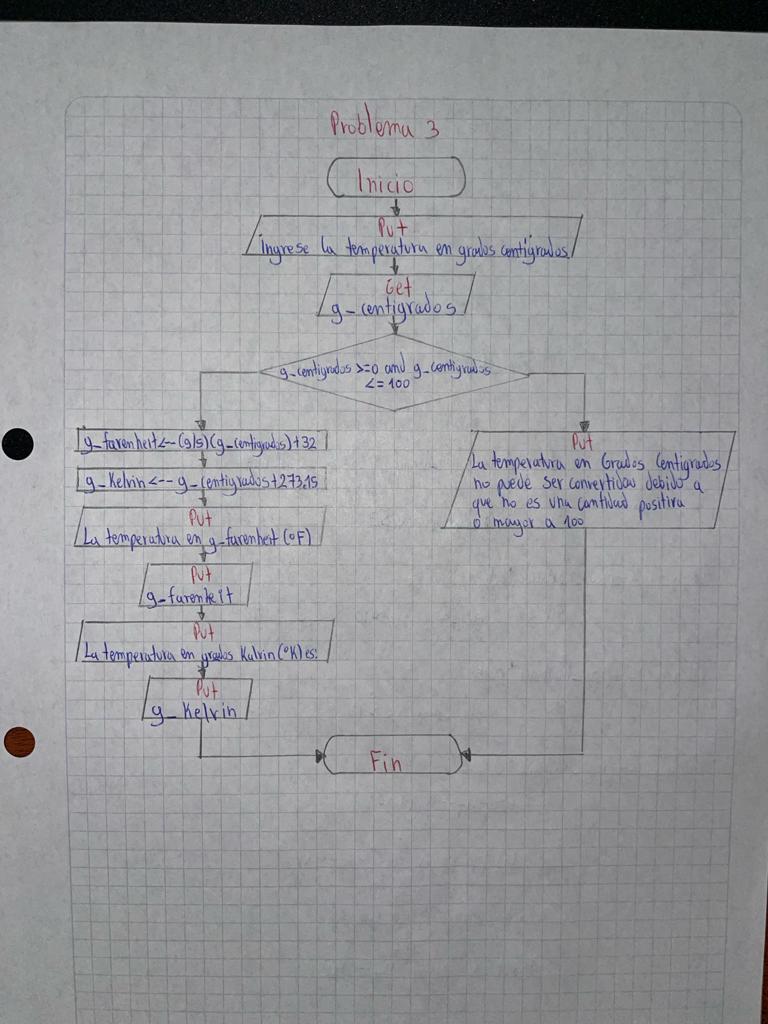 Problema 3
Inicio
Put
Ingrese la temperatura en grados centígrados
Get
g_centigrados
g_centigrados >=0 and g_centigrados
<=100
g_farenheit<--(9/5)(g_centigrados)+32
g_Kelvin<--g_centigrados+273.15
Put
La temperatura en g_farenheit (°F)
Put
g_farenheit
Put
La temperatura en grados Kalvin (°K) es:
Put
g_Kelvin
Put
La temperatura en Grados Centigrados
no puede ser convertidas debido a
que no es una cantidad positiva
o mayor a 100
Fin